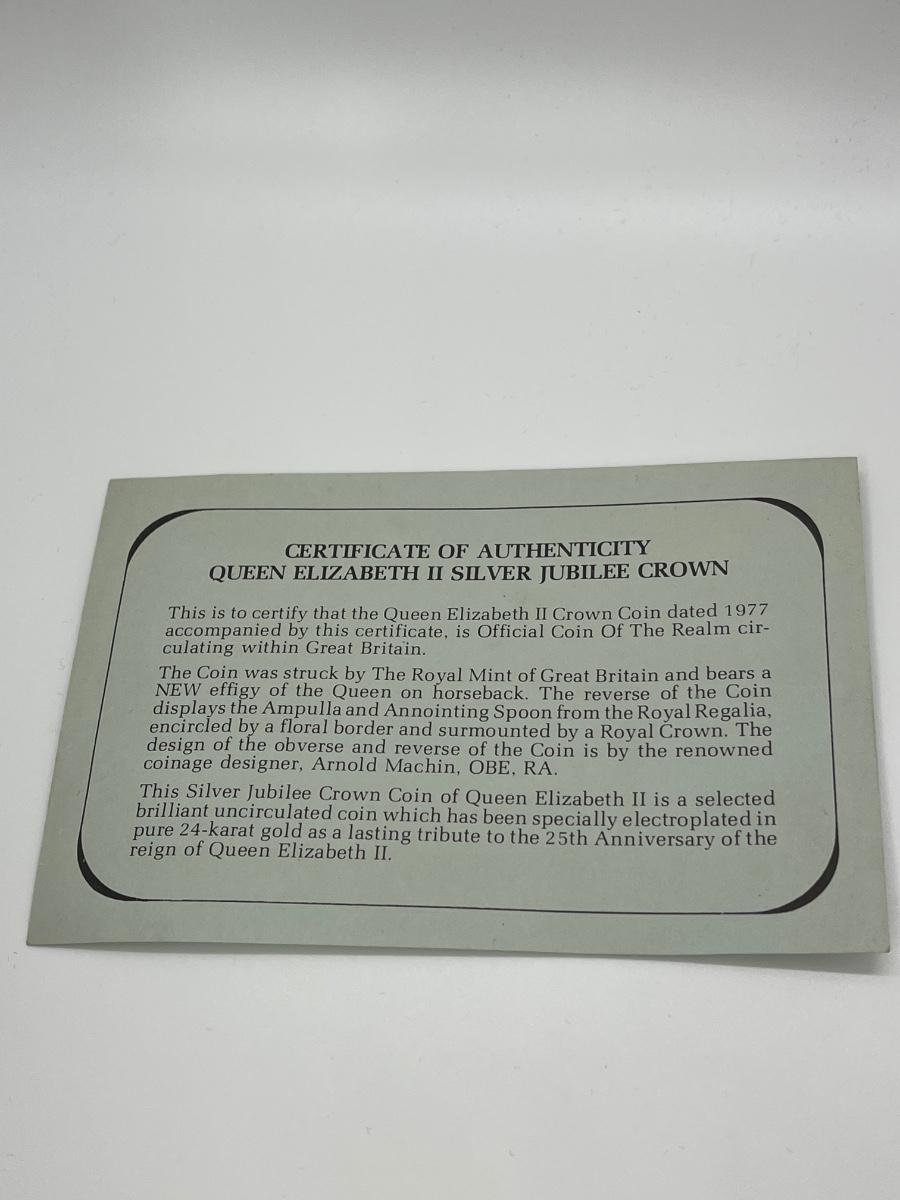 CERTIFICATE OF AUTHENTICITY
QUEEN ELIZABETH II SILVER JUBILEE CROWN
This is to certify that the Queen Elizabeth II Crown Coin dated 1977
accompanied by this certificate, is Official Coin Of The Realm cir-
culating within Great Britain.
The Coin was struck by The Royal Mint of Great Britain and bears a
NEW effigy of the Queen on horseback. The reverse of the Coin
displays the Ampulla and Annointing Spoon from the Royal Regalia,
encircled by a floral border and surmounted by a Royal Crown. The
design of the obverse and reverse of the Coin is by the renowned
coinage designer, Arnold Machin, OBE, RA.
This Silver Jubilee Crown Coin of Queen Elizabeth II is a selected
brilliant uncirculated coin which has been specially electroplated in
pure 24-karat gold as a lasting tribute to the 25th Anniversary of the
reign of Queen Elizabeth II.